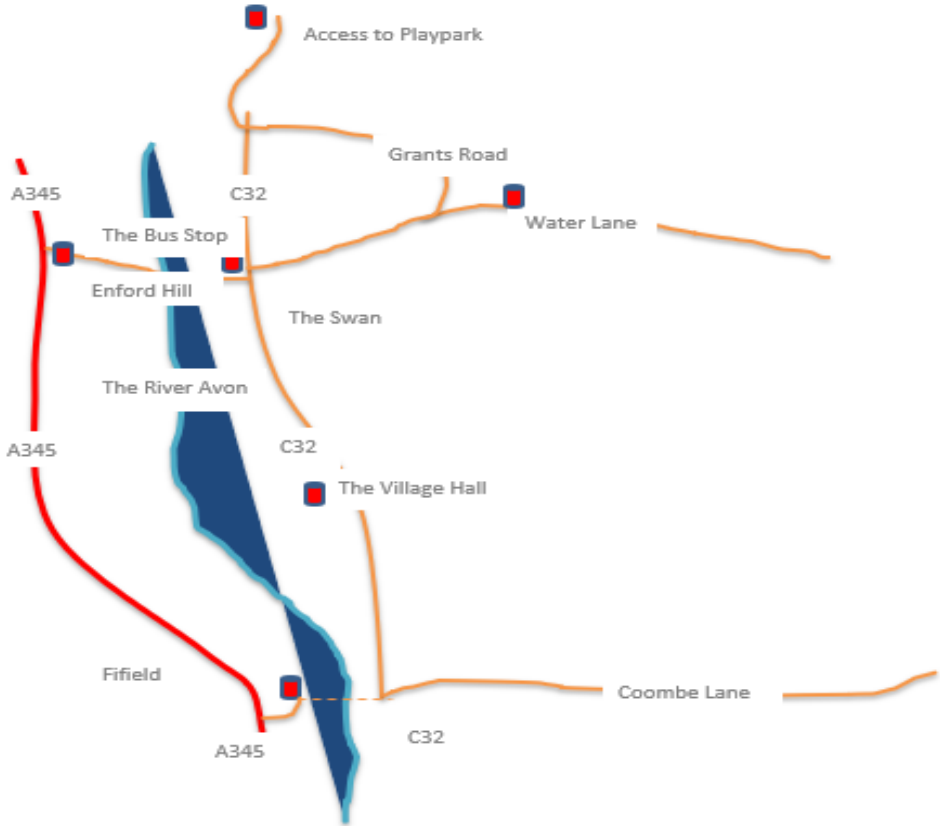 Access to Playpark
Grants Road
A345
C32
Water Lane
The Bus Stop
Enford Hill
The Swan
The River Avon
A345
C32
The Village Hall
Fifield
Coombe Lane
C32
A345